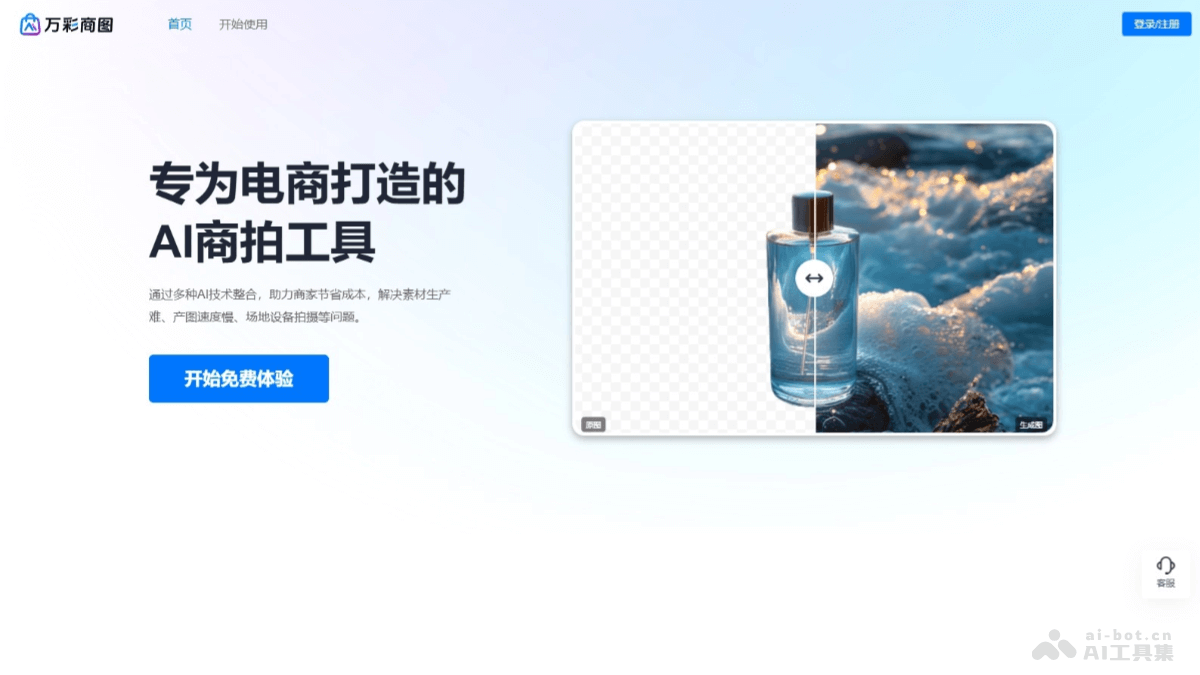 万彩商图
首页
开始使用
登录/注册
专为电商打造的
AI商拍工具
通过多种AI技术整合，助力商家节省成本，解决素材生产
难、产图速度慢、场地设备拍摄等问题。
开始免费体验
原图
生成图
客服
ai-bot.cn
AI工具集